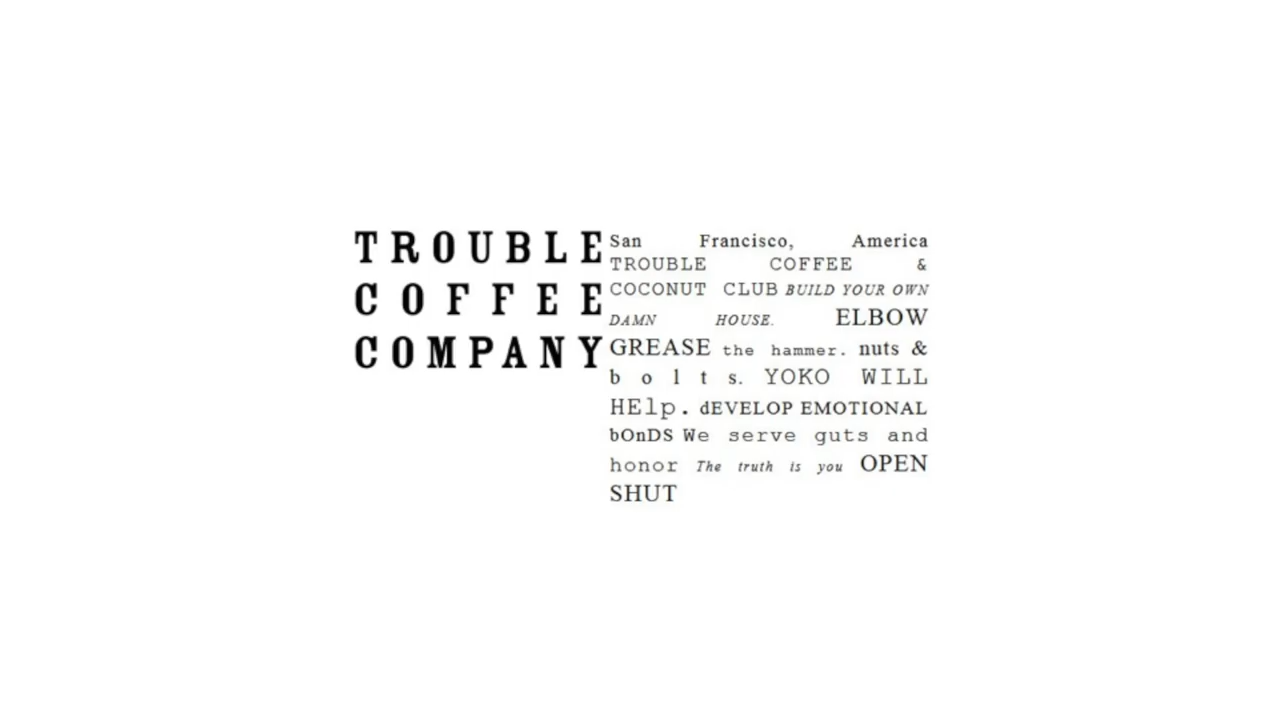 TROUBLE
COFFEE
COMPANY
San Francisco, America
TROUBLE COFFEE &
COCONUT CLUB BUILD YOUR OWN
DAMN HOUSE. ELBOW
GREASE the hammer. nuts &
b o l t s. YOKO WILL
HElp. dEVELOP EMOTIONAL
bOnDS We serve guts and
honor The truth is you OPEN
SHUT